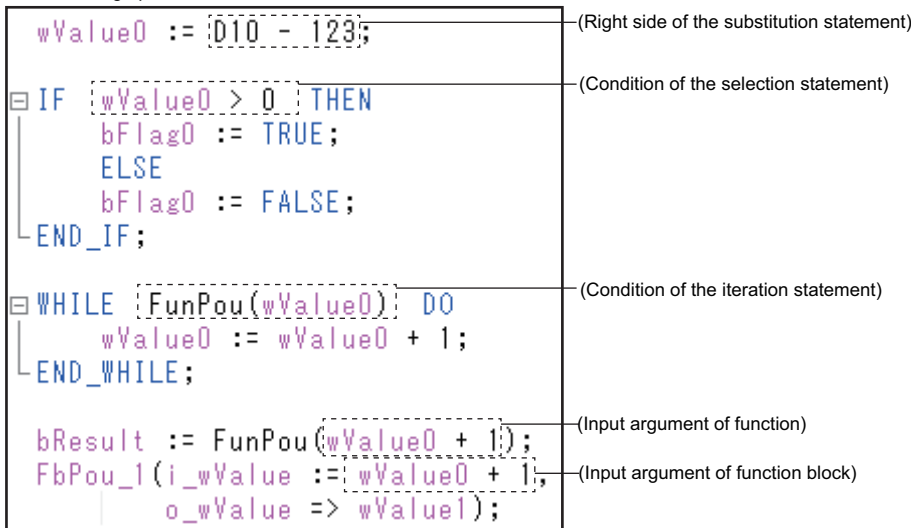 wValue0 := D10 - 123; (Right side of the substitution statement)
IF wValue0 > 0 THEN (Condition of the selection statement)
bFlag0 := TRUE;
ELSE
bFlag0 := FALSE;
END_IF;
WHILE FunPou(wValue0) DO (Condition of the iteration statement)
wValue0 := wValue0 + 1;
END_WHILE;
bResult := FunPou(wValue0 + 1); (Input argument of function)
FbPou_1(i_wValue := wValue0 + 1, (Input argument of function block)
o_wValue => wValue1);